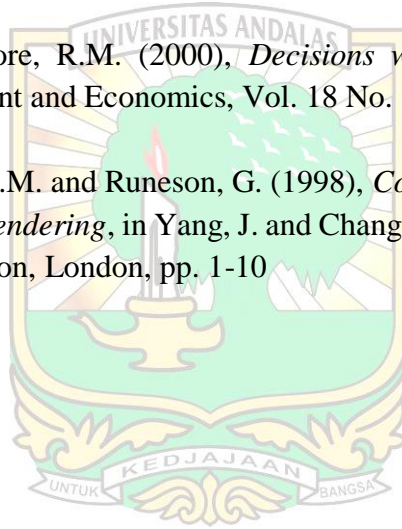 UNIVERSITAS ANDALAS
ore, R.M. (2000), Decisions w
nt and Economics, Vol. 18 No.
.M. and Runeson, G. (1998), Co
endering, in Yang, J. and Chang
on, London, pp. 1-10
KEDJAJAAN
UNTUK
BANGSA